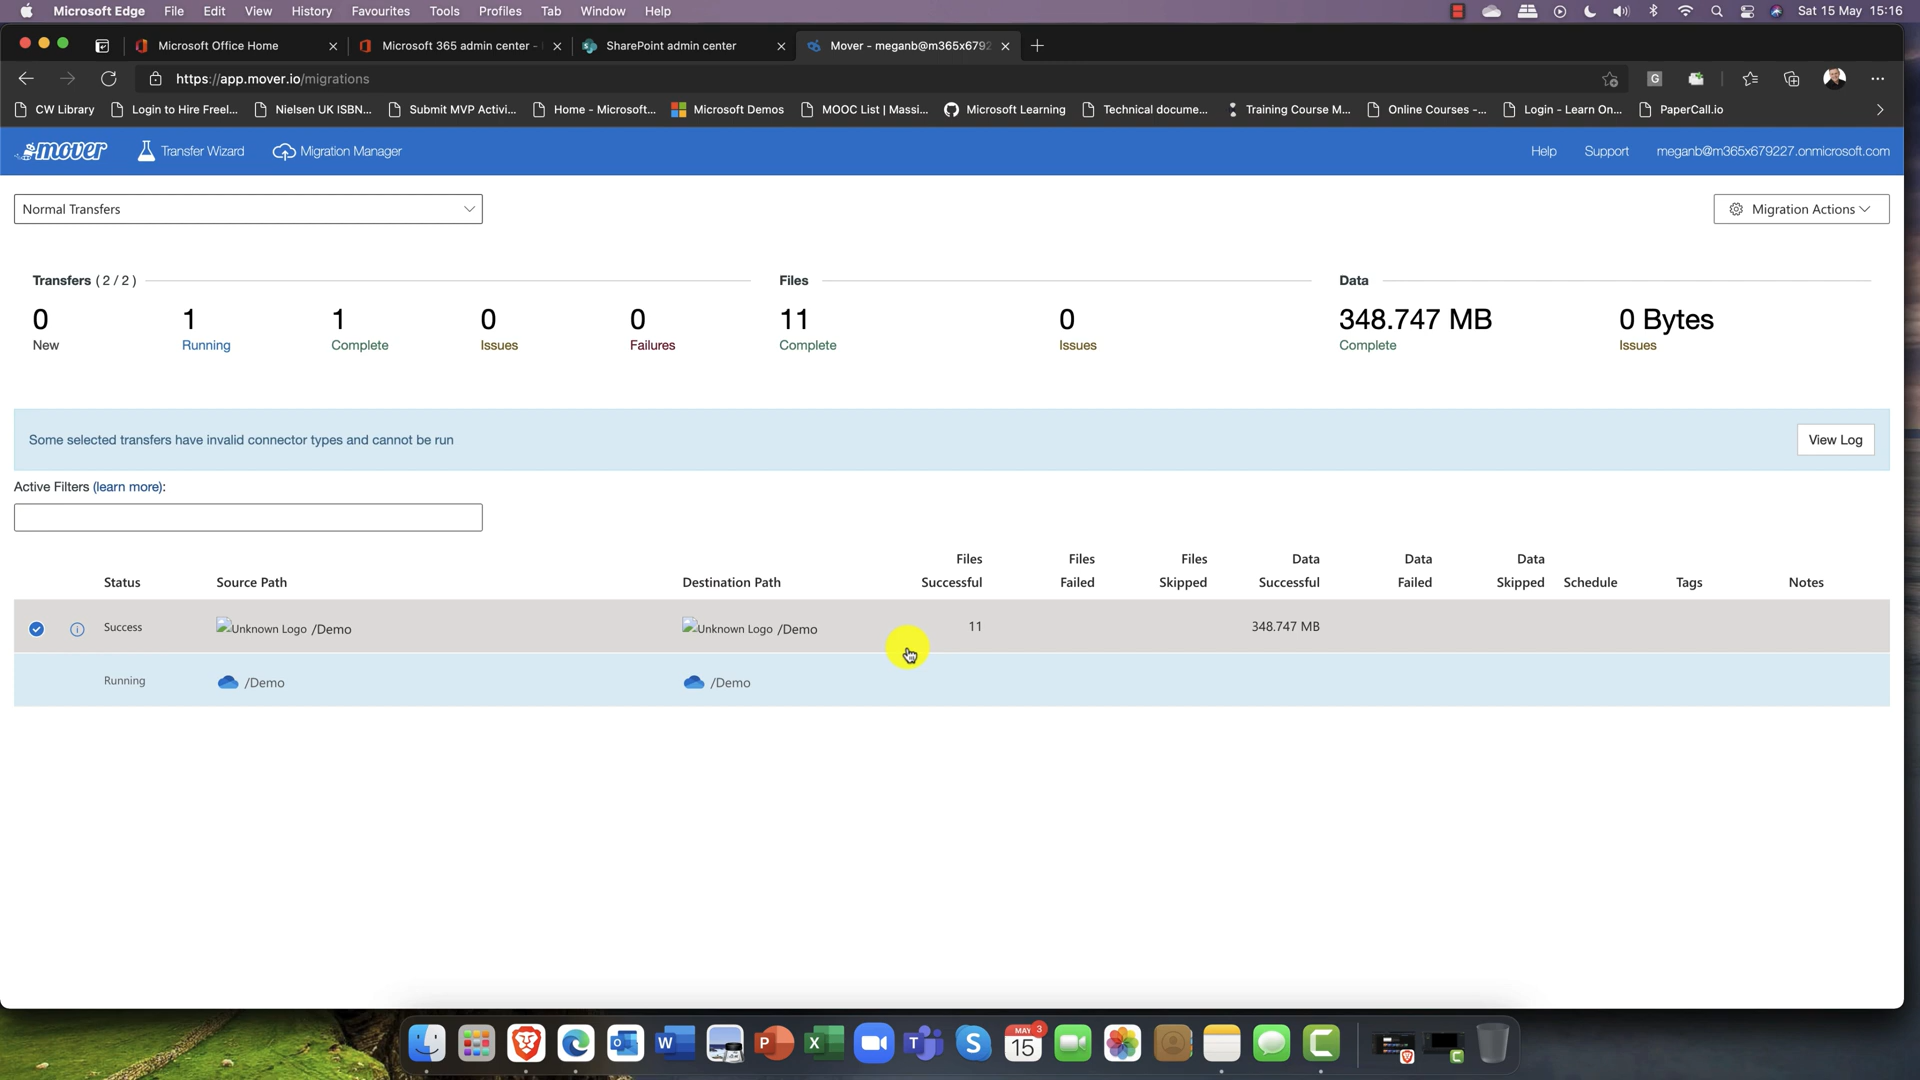 Microsoft Edge File Edit View History Favourites Tools Profiles Tab Window Help Sat 15 May 15:16
Microsoft Office Home Microsoft 365 admin center - SharePoint admin center Mover - meganb@m365x6792
https://app.mover.io/migrations
CW Library Login to Hire Freel... Nielsen UK ISBN... Submit MVP Activi... Home - Microsoft... Microsoft Demos MOOC List | Massi... Microsoft Learning Technical docume... Training Course M... Online Courses -... Login - Learn On... PaperCall.io
mover Transfer Wizard Migration Manager Help Support meganb@m365x679227.onmicrosoft.com
Normal Transfers Migration Actions
Transfers ( 2 / 2 ) Files Data
0 1 1 0 0 11 0 348.747 MB 0 Bytes
New Running Complete Issues Failures Complete Issues Complete Issues
Some selected transfers have invalid connector types and cannot be run View Log
Active Filters (learn more):
Files Files Files Data Data Data
Status Source Path Destination Path Successful Failed Skipped Successful Failed Skipped Schedule Tags Notes
Success Unknown Logo /Demo Unknown Logo /Demo 11 348.747 MB
Running /Demo /Demo
MAY 3
15